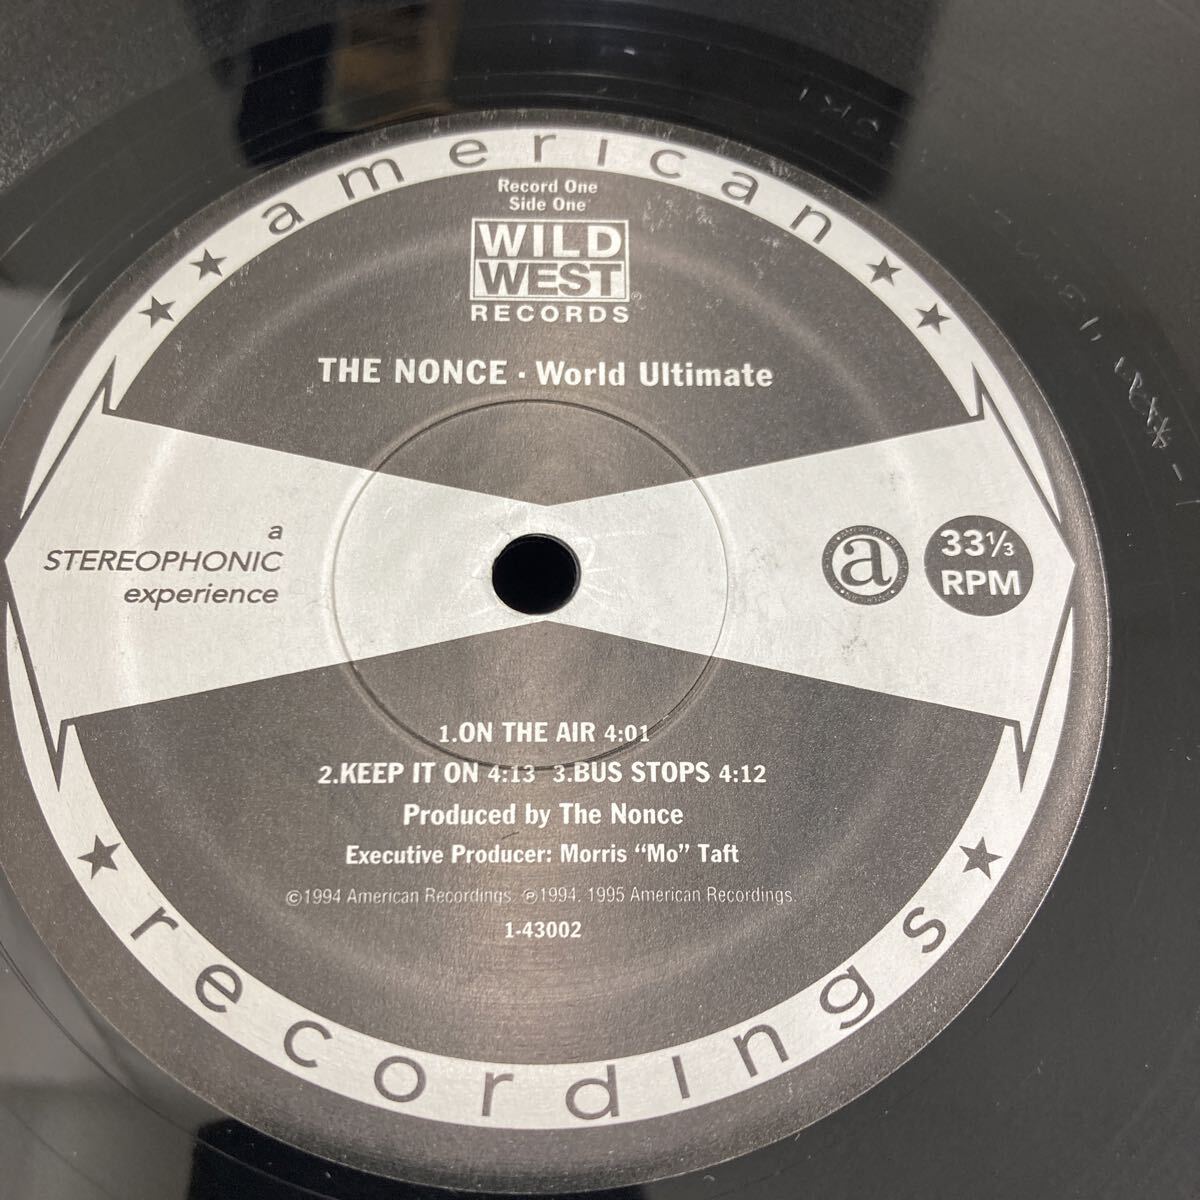 american
Record One
Side One
WILD
WEST
RECORDS
®
THE NONCE · World Ultimate
a
STEREOPHONIC
experience
a
33⅓
RPM
1.ON THE AIR 4:01
2.KEEP IT ON 4:13 3.BUS STOPS 4:12
Produced by The Nonce
Executive Producer: Morris “Mo” Taft
©1994 American Recordings. ℗1994, 1995 American Recordings.
1-43002
recordings